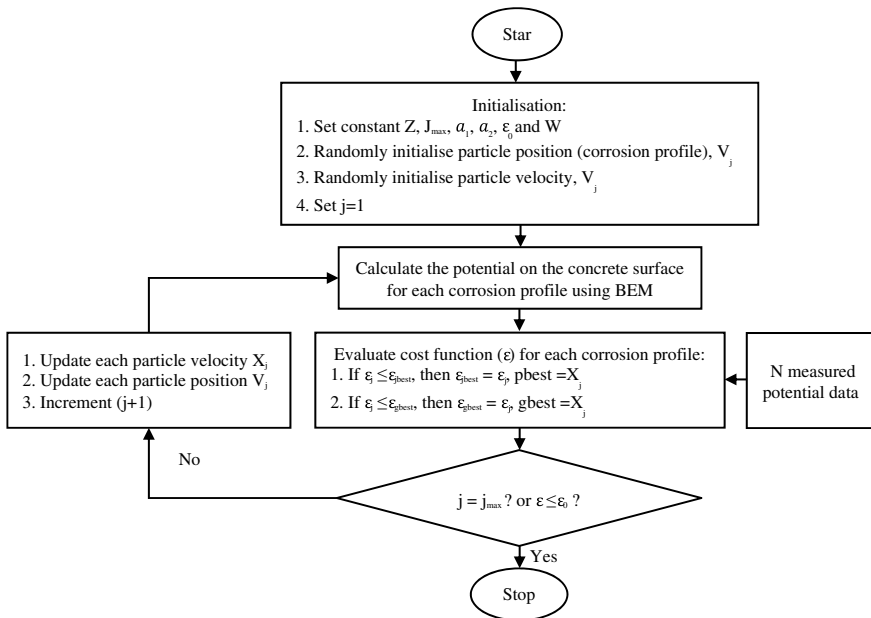 Star
Initialisation:
1. Set constant Z, J_max, a_1, a_2, ε_0 and W
2. Randomly initialise particle position (corrosion profile), V_j
3. Randomly initialise particle velocity, V_j
4. Set j=1
Calculate the potential on the concrete surface
for each corrosion profile using BEM
Evaluate cost function (ε) for each corrosion profile:
1. If ε_j ≤ε_jbest, then ε_jbest = ε_j, pbest =X_j
2. If ε_j ≤ε_gbest, then ε_gbest = ε_j, gbest =X_j
N measured
potential data
1. Update each particle velocity X_j
2. Update each particle position V_j
3. Increment (j+1)
No
j = j_max ? or ε ≤ε_0 ?
Yes
Stop